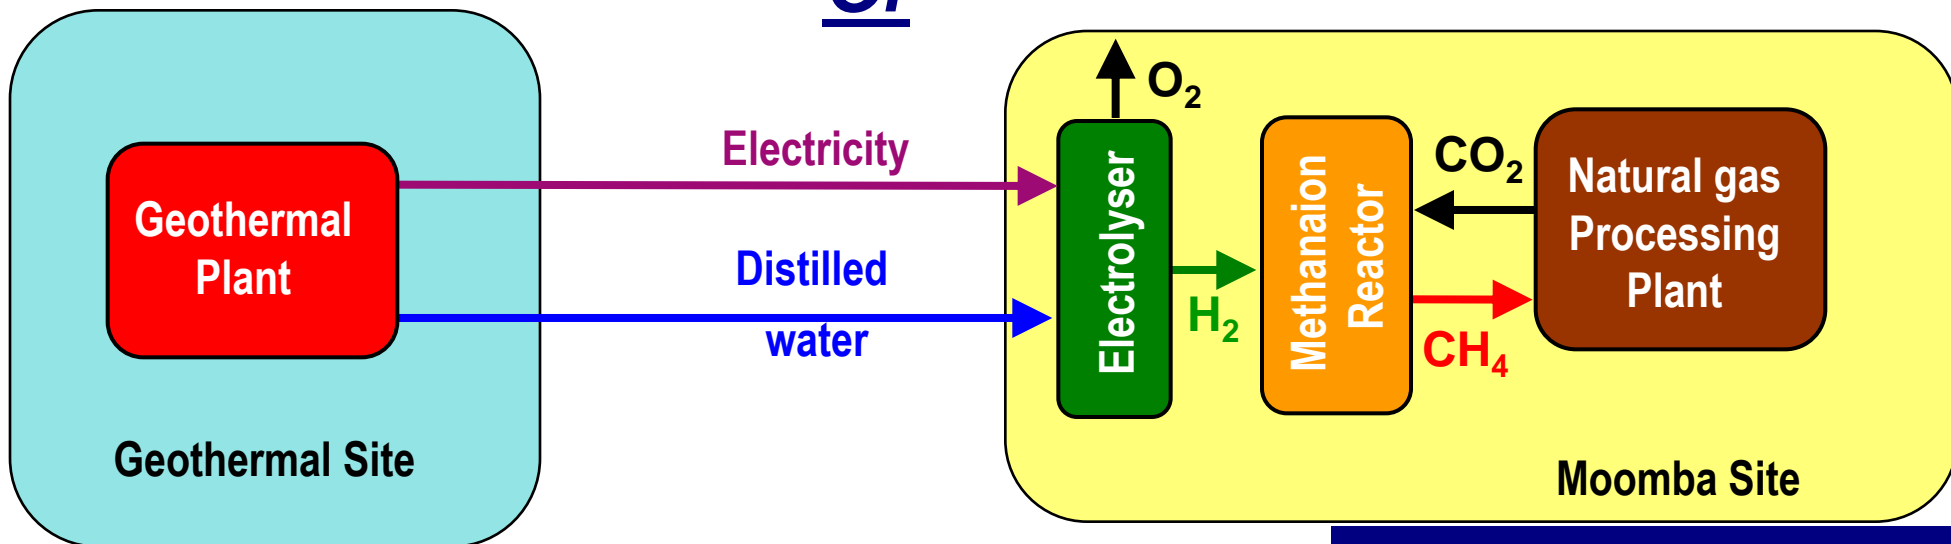 Or
O₂
Electricity
Geothermal
Plant
Distilled
water
Electrolyser
H₂
Methanaion
Reactor
CO₂
CH₄
Natural gas
Processing
Plant
Geothermal Site
Moomba Site